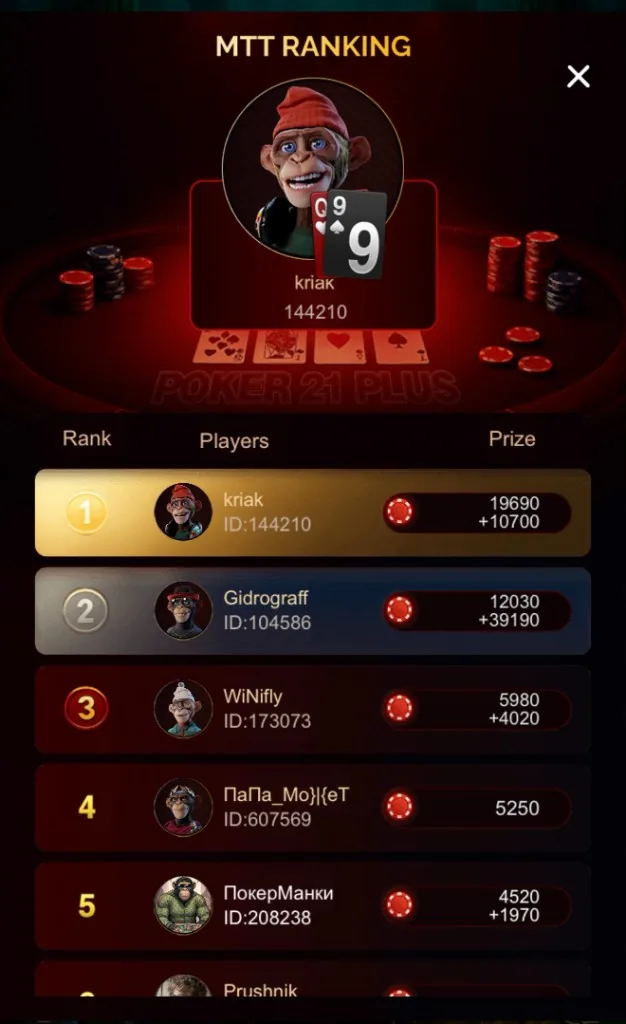 MTT RANKING
Q 9
9
kriak
144210
POKER 21 PLUS
Rank Players Prize
1 kriak 19690
ID:144210 +10700
2 Gidrograff 12030
ID:104586 +39190
3 WiNifly 5980
ID:173073 +4020
4 ПаПа_Мо}|{еТ 5250
ID:607569
5 ПокерМанки 4520
ID:208238 +1970
Prushnik